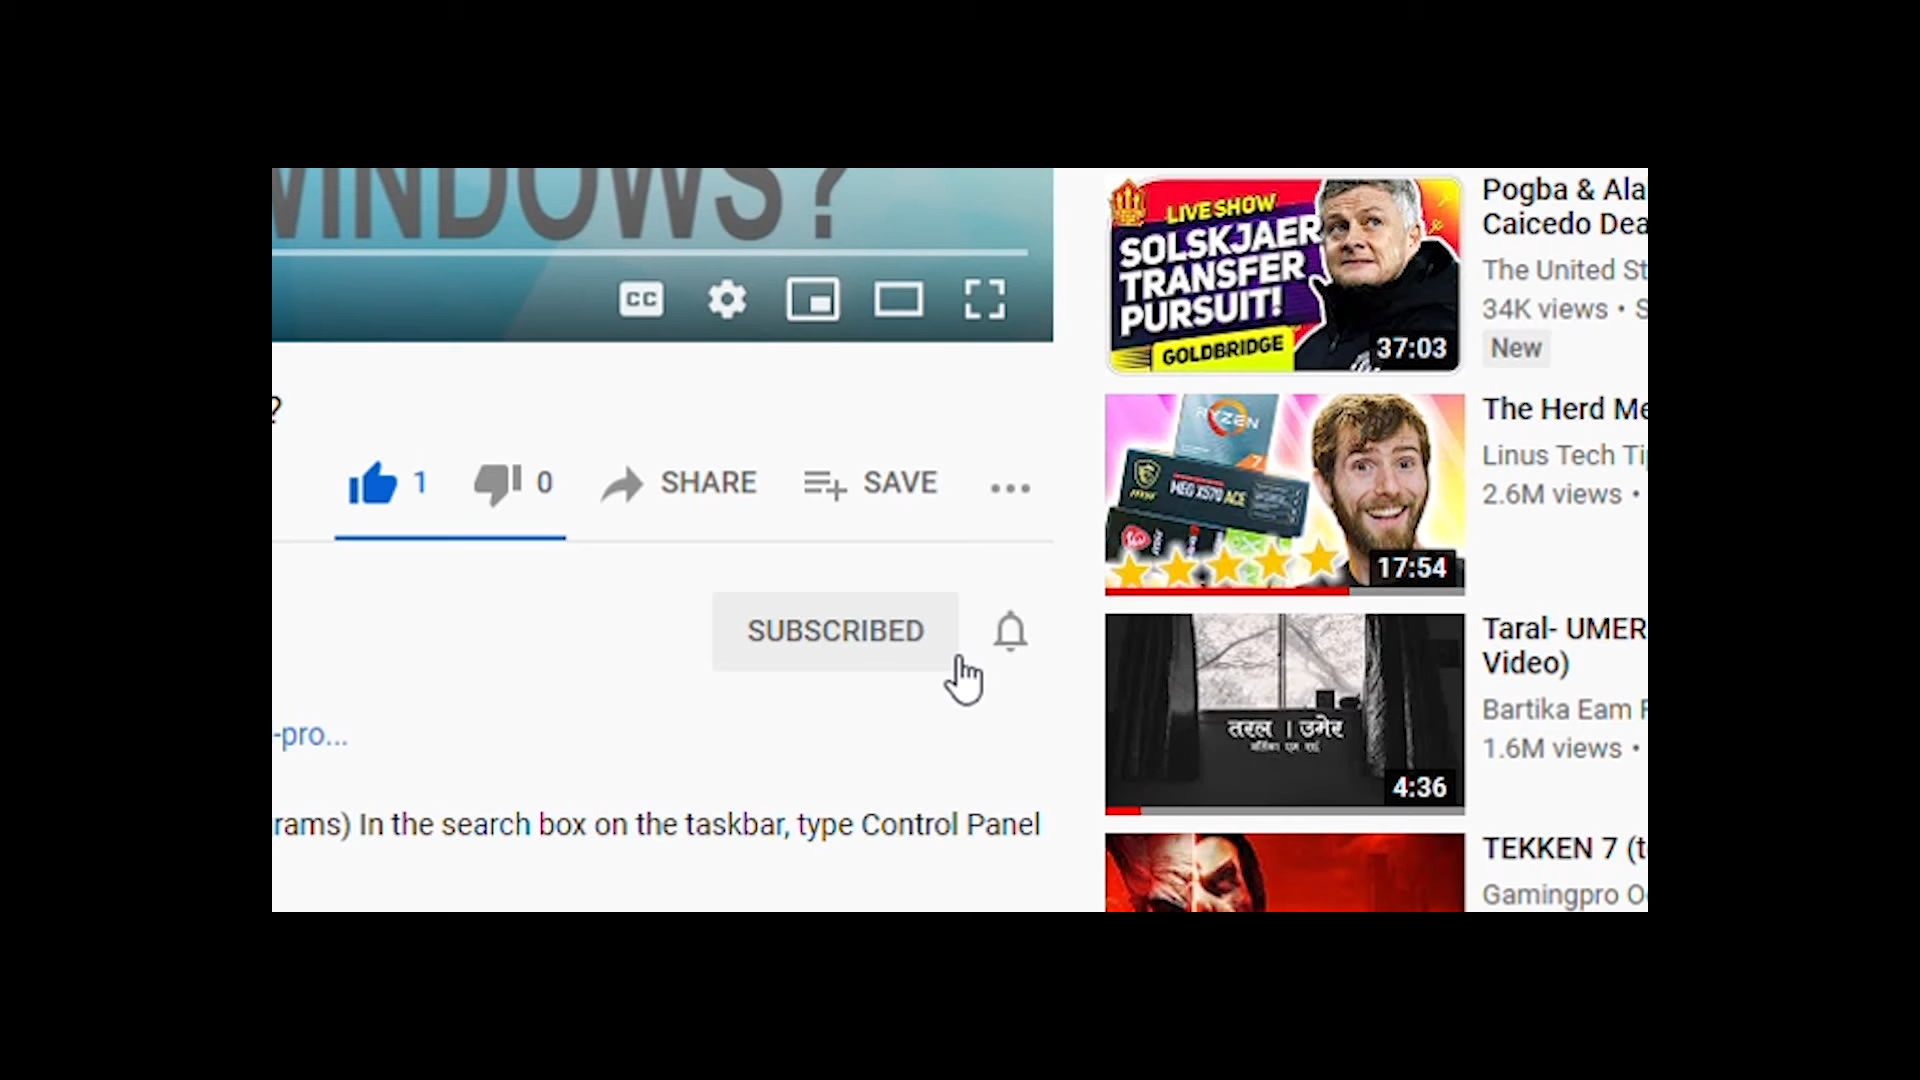 WINDOWS?
CC
?
1
0
SHARE
SAVE
SUBSCRIBED
-pro...
rams) In the search box on the taskbar, type Control Panel
LIVE SHOW
SOLSKJAER
TRANSFER
PURSUIT!
GOLDBRIDGE
37:03
Pogba & Ala
Caicedo Dea
The United St
34K views • S
New
RYZEN
7
MEG X570 ACE
17:54
The Herd Me
Linus Tech Ti
2.6M views •
तरल । उमेर
4:36
Taral- UMER
Video)
Bartika Eam R
1.6M views •
TEKKEN 7 (t
Gamingpro O